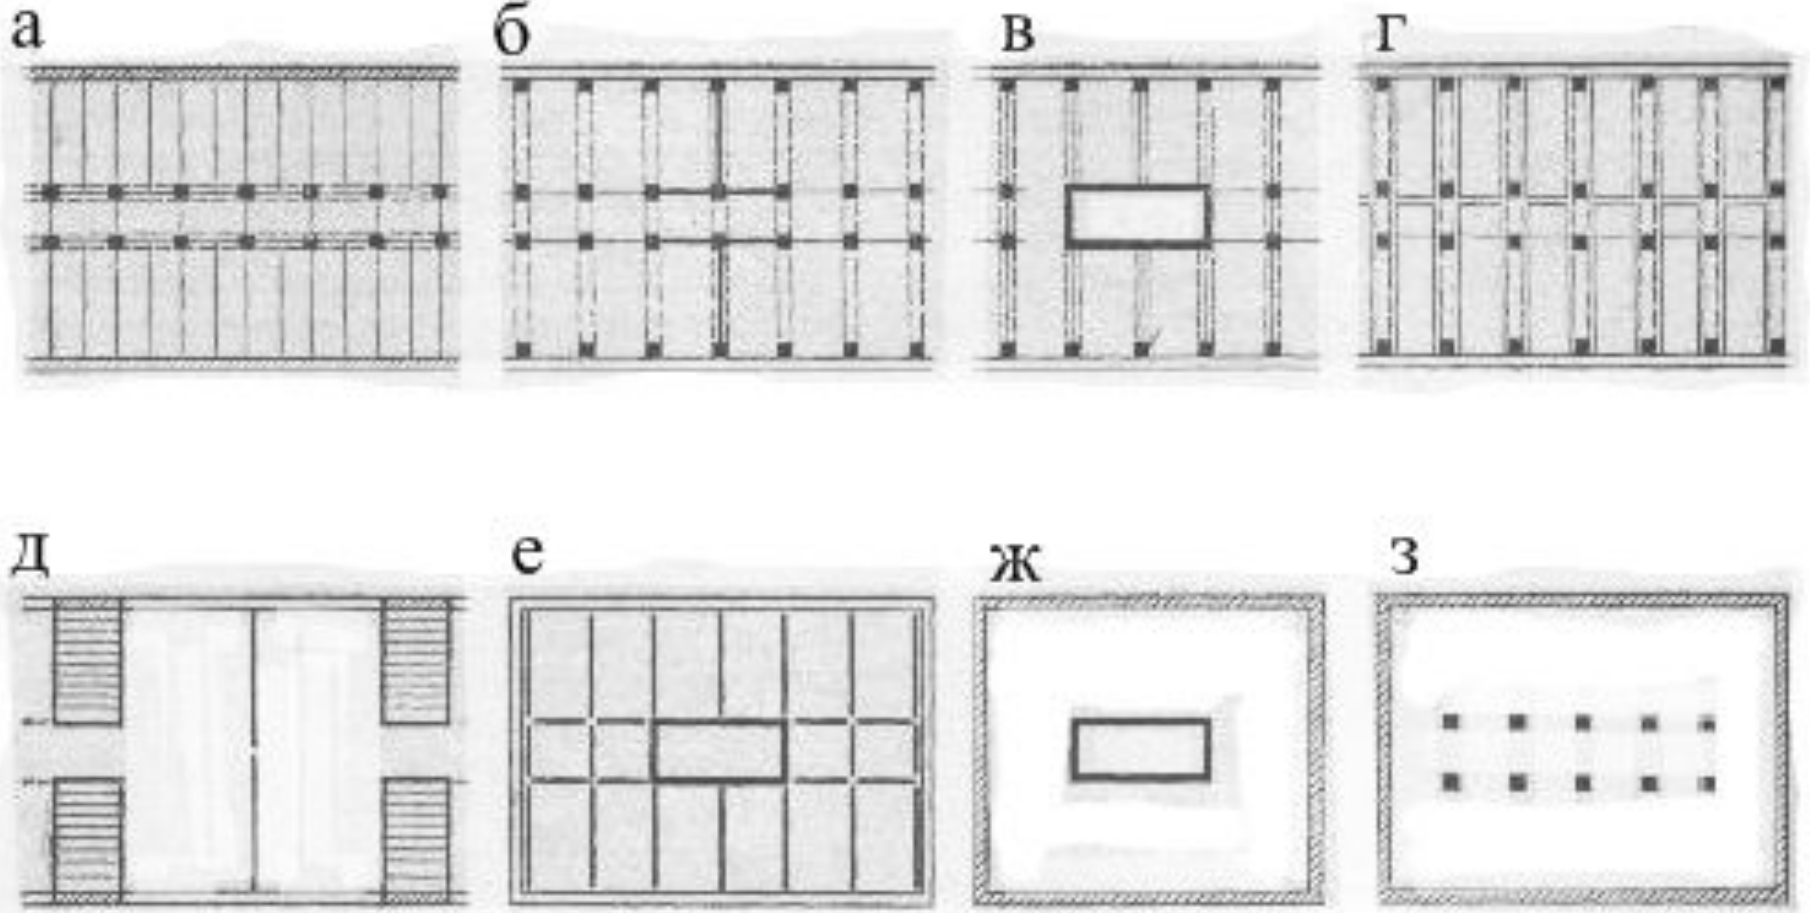 а б в г
д е ж з